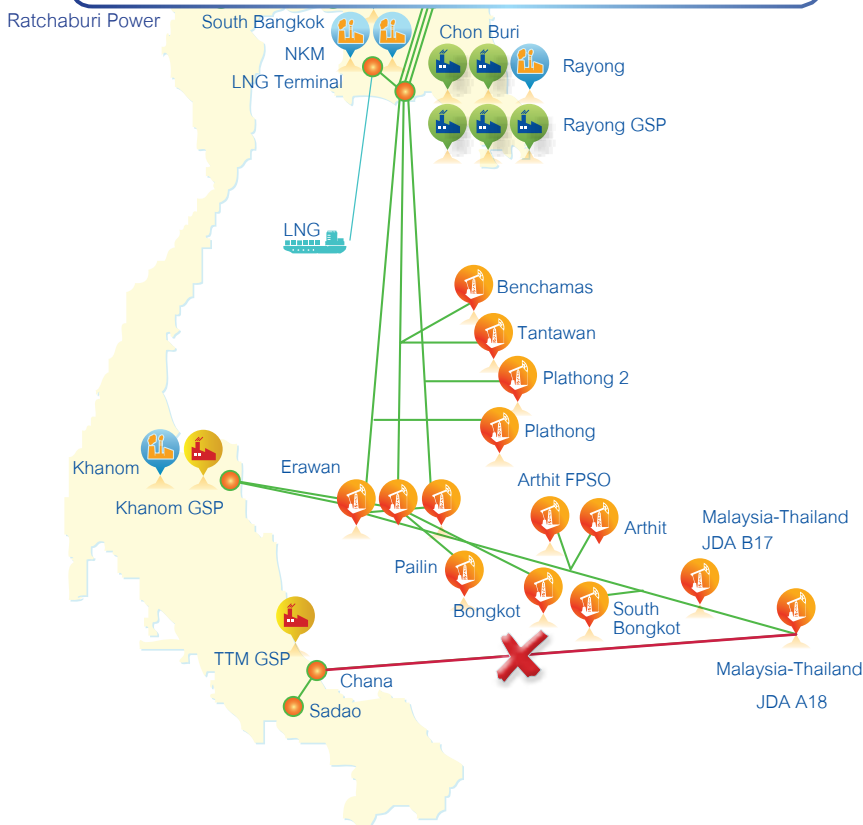 Ratchaburi Power
South Bangkok
NKM
LNG Terminal
Chon Buri
Rayong
Rayong GSP
LNG
Benchamas
Tantawan
Plathong 2
Plathong
Erawan
Khanom
Khanom GSP
Arthit FPSO
Arthit
Malaysia-Thailand
JDA B17
Pailin
Bongkot
South
Bongkot
TTM GSP
Chana
Sadao
Malaysia-Thailand
JDA A18